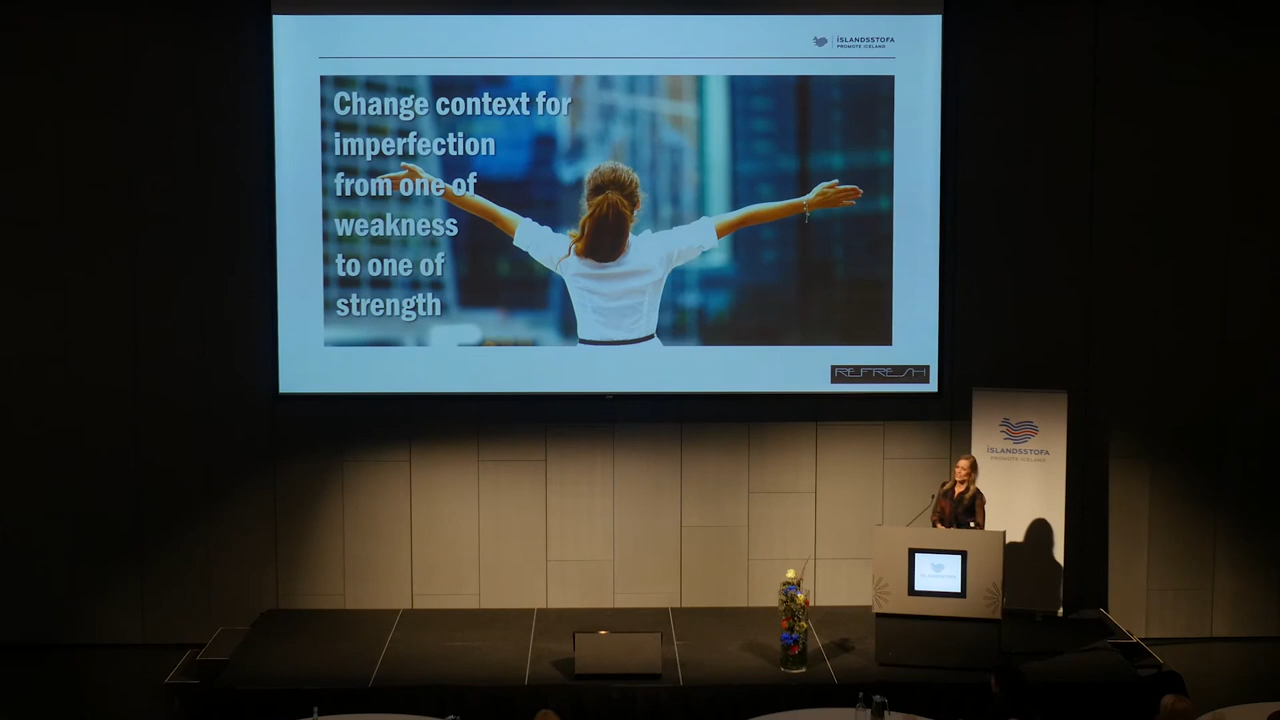 ÍSLANDSSTOFA
PROMOTE ICELAND
Change context for
imperfection
from one of
weakness
to one of
strength
REFRESH
ÍSLANDSSTOFA
PROMOTE ICELAND